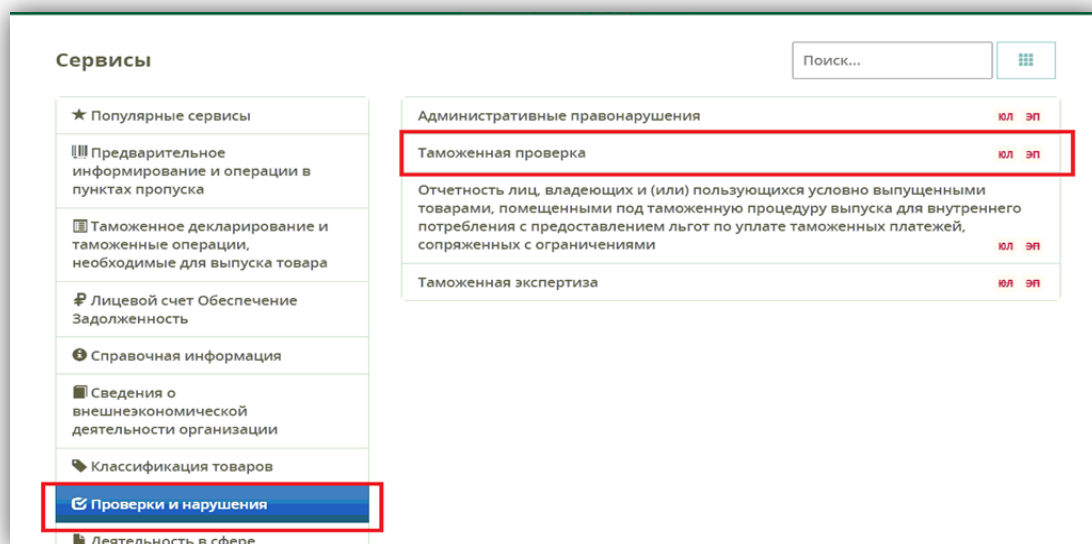 Сервисы
Поиск...
Популярные сервисы
Предварительное
информирование и операции в
пунктах пропуска
Таможенное декларирование и
таможенные операции,
необходимые для выпуска товара
Лицевой счет Обеспечение
Задолженность
Справочная информация
Сведения о
внешнеэкономической
деятельности организации
Классификация товаров
Проверки и нарушения
Деятельность в сфере
Административные правонарушения юл эп
Таможенная проверка юл эп
Отчетность лиц, владеющих и (или) пользующихся условно выпущенными
товарами, помещенными под таможенную процедуру выпуска для внутреннего
потребления с предоставлением льгот по уплате таможенных платежей,
сопряженных с ограничениями юл эп
Таможенная экспертиза юл эп